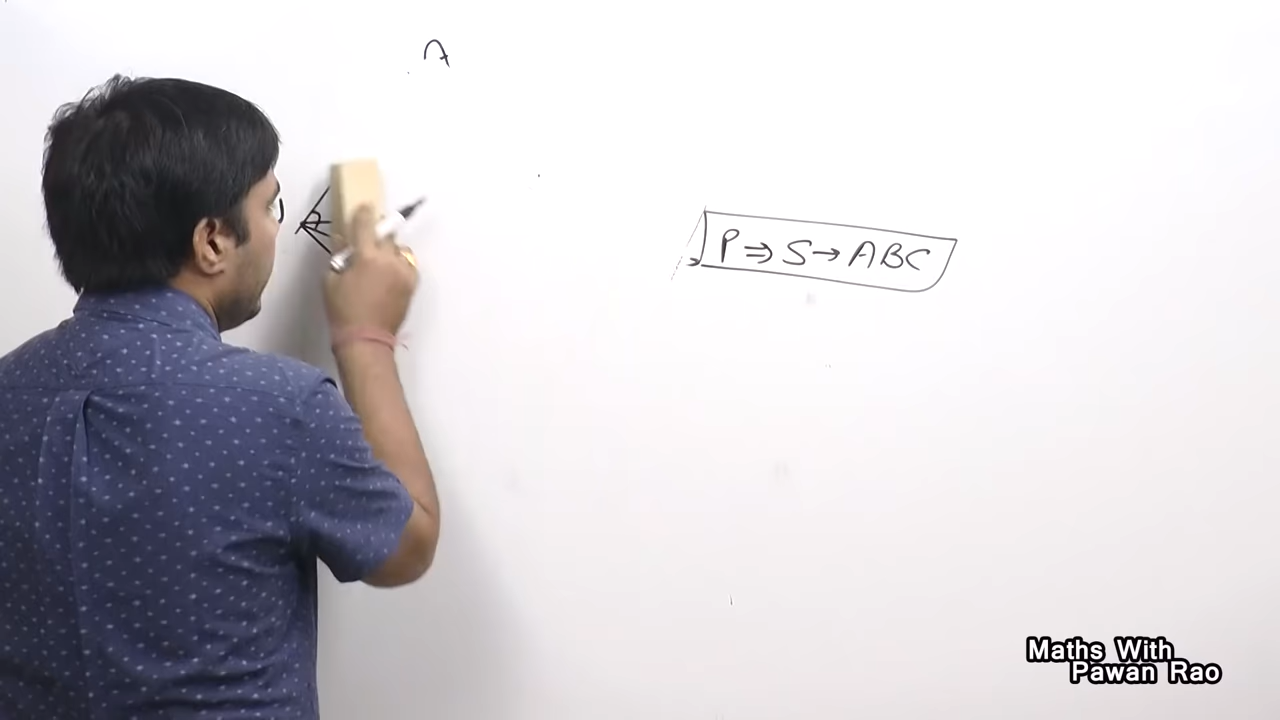 P ⇒ S → ABC
Maths With
Pawan Rao